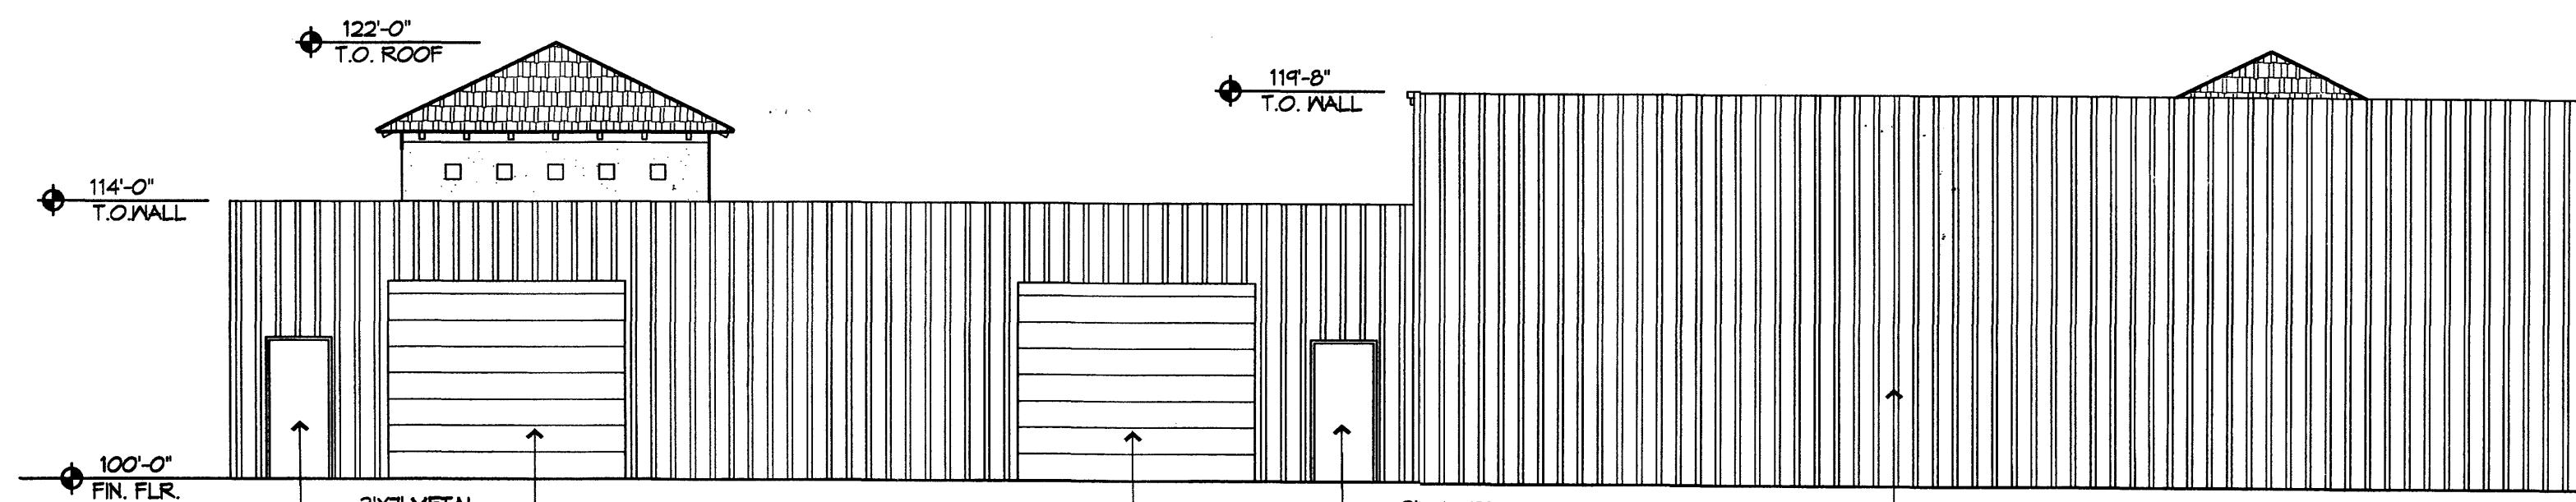 122'-0"
T.O. ROOF
119'-8"
T.O. WALL
114'-0"
T.O.WALL
100'-0"
FIN. FLR.